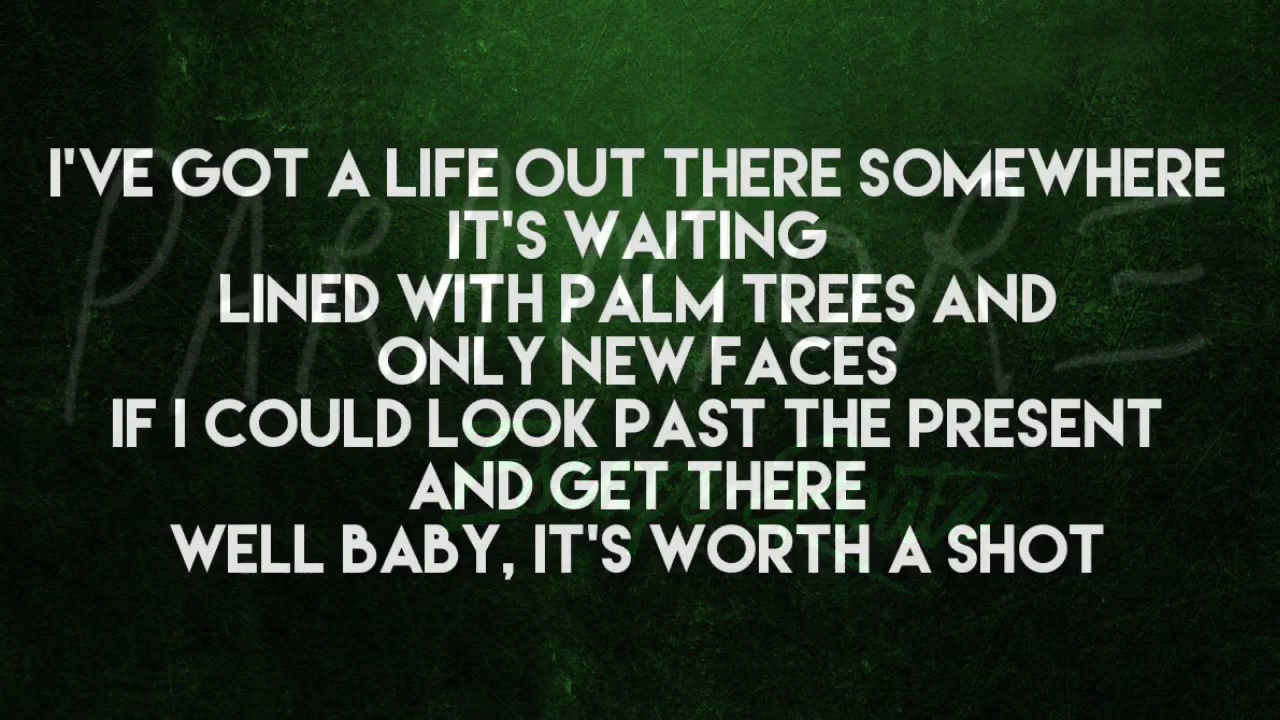 I'VE GOT A LIFE OUT THERE SOMEWHERE
IT'S WAITING
LINED WITH PALM TREES AND
ONLY NEW FACES
IF I COULD LOOK PAST THE PRESENT
AND GET THERE
WELL BABY, IT'S WORTH A SHOT
PARAMORE